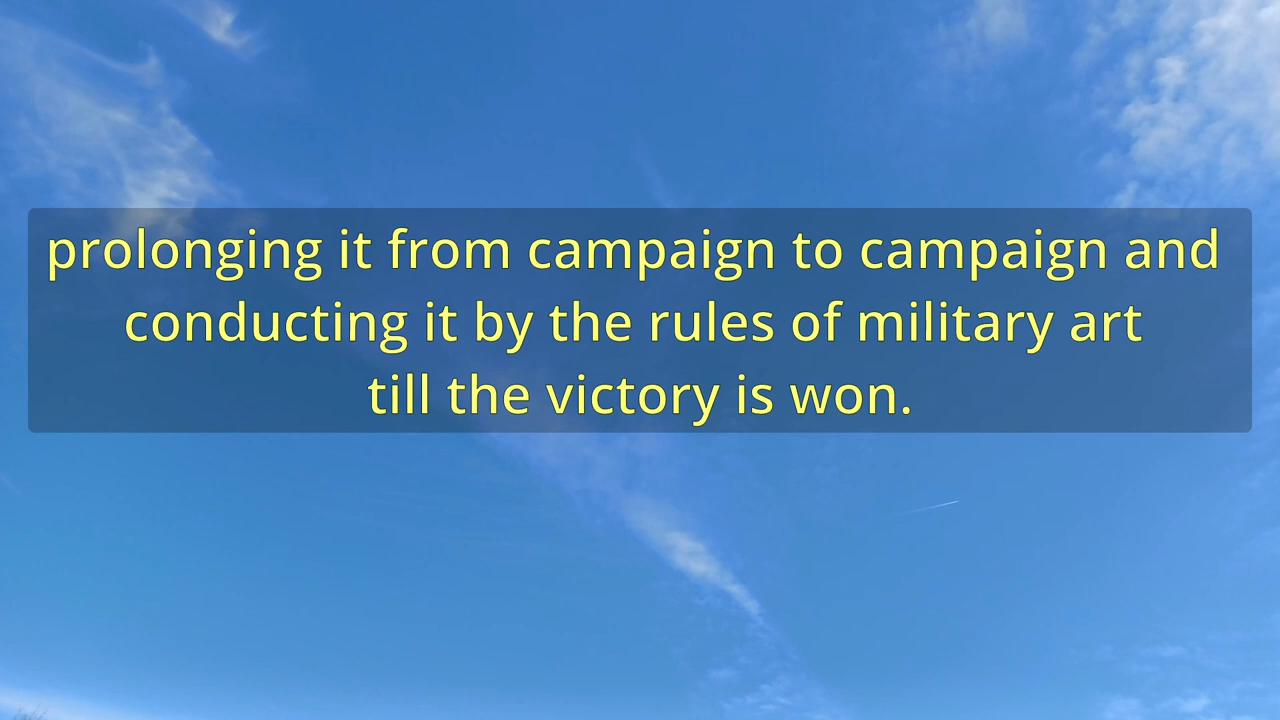 prolonging it from campaign to campaign and
conducting it by the rules of military art
till the victory is won.